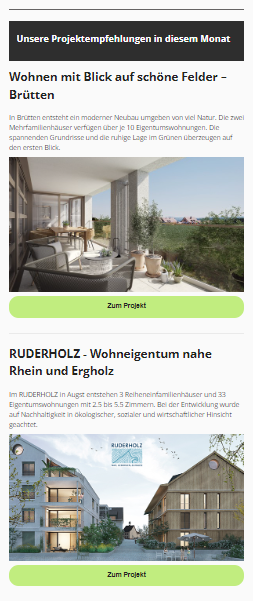 Unsere Projektempfehlungen in diesem Monat
Wohnen mit Blick auf schöne Felder –
Brütten
In Brütten entsteht ein moderner Neubau umgeben von viel Natur. Die zwei
Mehrfamilienhäuser verfügen über je 10 Eigentumswohnungen. Die
spannenden Grundrisse und die ruhige Lage im Grünen überzeugen auf
den ersten Blick.
Zum Projekt
RUDERHOLZ - Wohneigentum nahe
Rhein und Ergholz
Im RUDERHOLZ in Augst entstehen 3 Reiheneinfamilienhäuser und 33
Eigentumswohnungen mit 2.5 bis 5.5 Zimmern. Bei der Entwicklung wurde
auf Nachhaltigkeit in ökologischer, sozialer und wirtschaftlicher Hinsicht
geachtet.
RUDERHOLZ
Zum Projekt